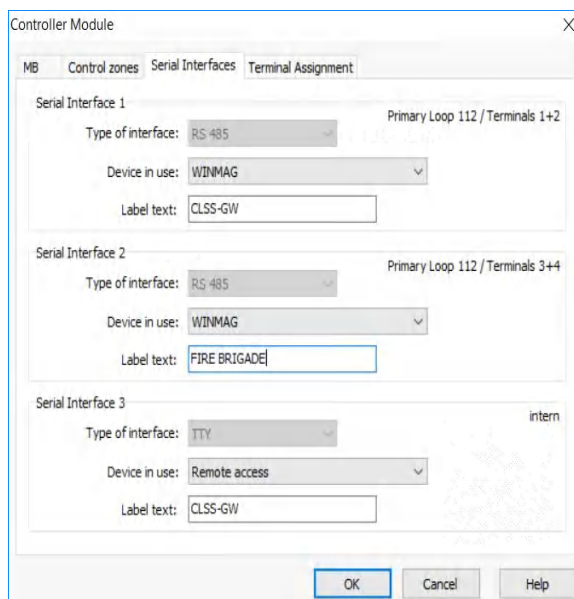 Controller Module X
MB Control zones Serial Interfaces Terminal Assignment
Serial Interface 1
Primary Loop 112 / Terminals 1+2
Type of interface: RS 485
Device in use: WINMAG
Label text: CLSS-GW
Serial Interface 2
Primary Loop 112 / Terminals 3+4
Type of interface: RS 485
Device in use: WINMAG
Label text: FIRE BRIGADE
Serial Interface 3
intern
Type of interface: TTY
Device in use: Remote access
Label text: CLSS-GW
OK Cancel Help